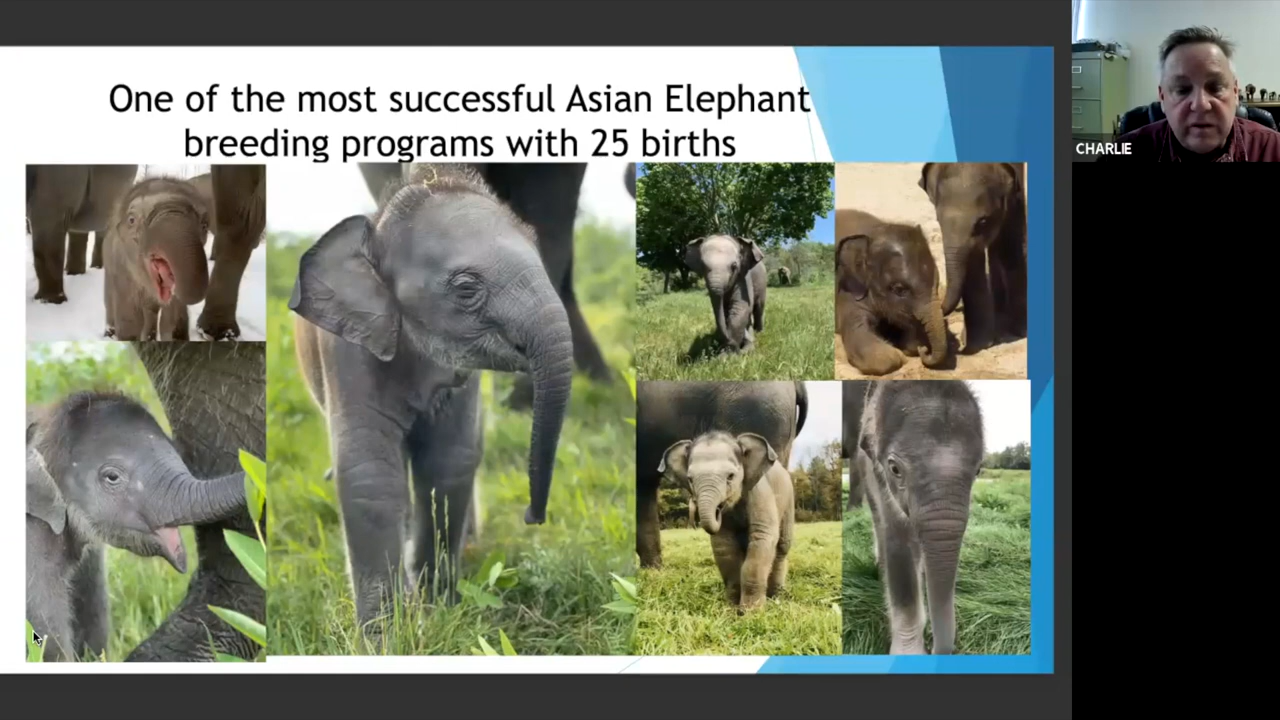 One of the most successful Asian Elephant
breeding programs with 25 births
CHARLIE